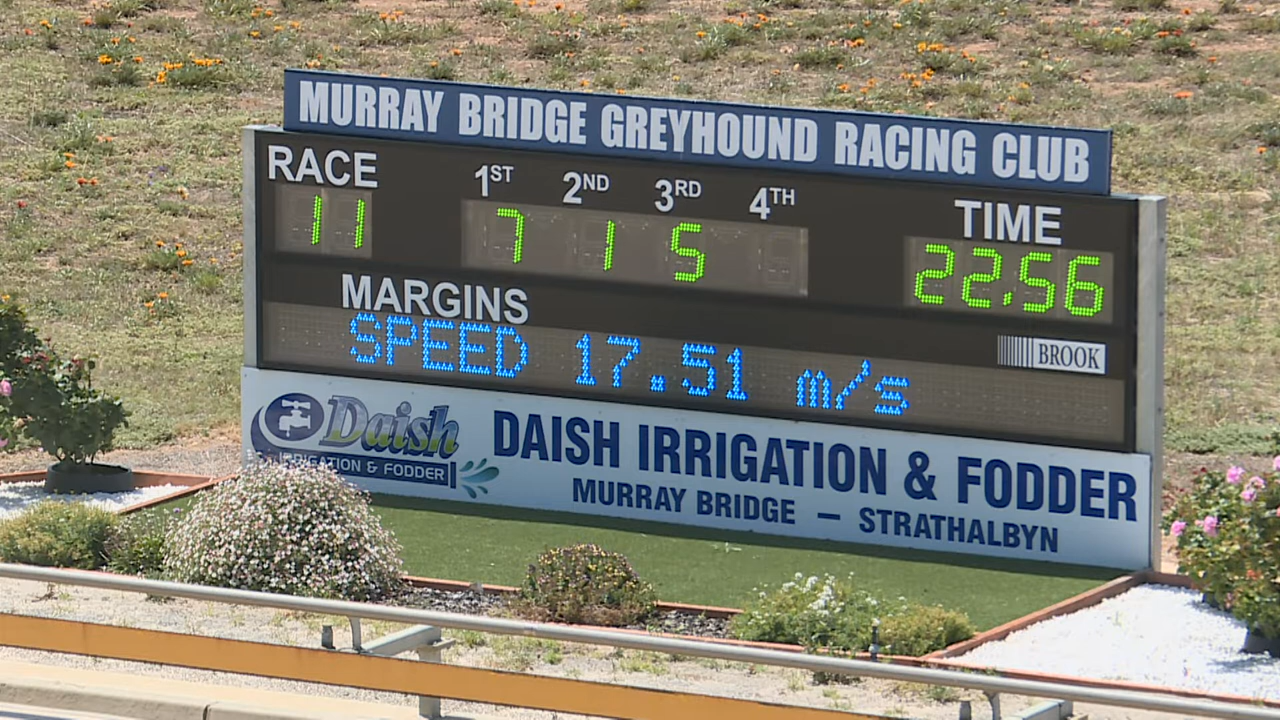 MURRAY BRIDGE GREYHOUND RACING CLUB
RACE 1ST 2ND 3RD 4TH TIME
11 7 1 5 22.56
MARGINS
BROOK
SPEED 17.51 m/s
Daish
IRRIGATION & FODDER
DAISH IRRIGATION & FODDER
MURRAY BRIDGE – STRATHALBYN